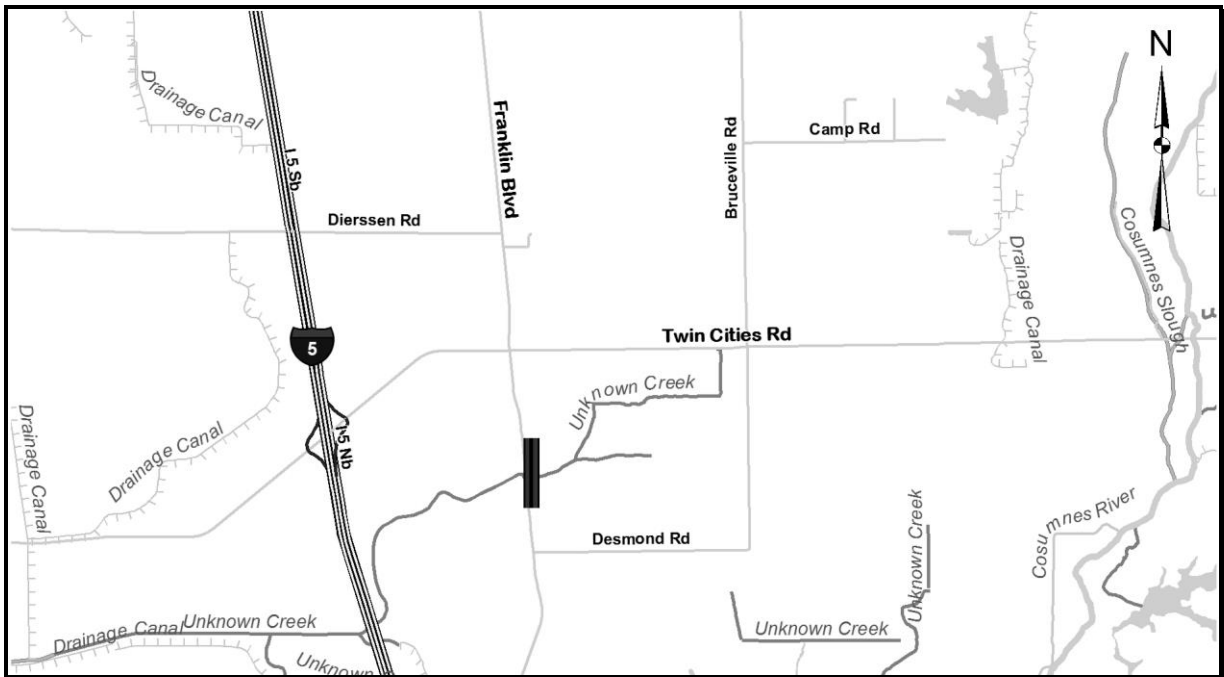 N
Drainage Canal
I 5 Sb
Franklin Blvd
Bruceville Rd
Camp Rd
Dierssen Rd
Cosumnes Slough
Drainage Canal
5
Twin Cities Rd
Unknown Creek
I 5 Nb
Drainage Canal
Drainage Canal
Desmond Rd
Unknown Creek
Cosumnes River
Drainage Canal
Unknown Creek
Unknown Creek
Unknown